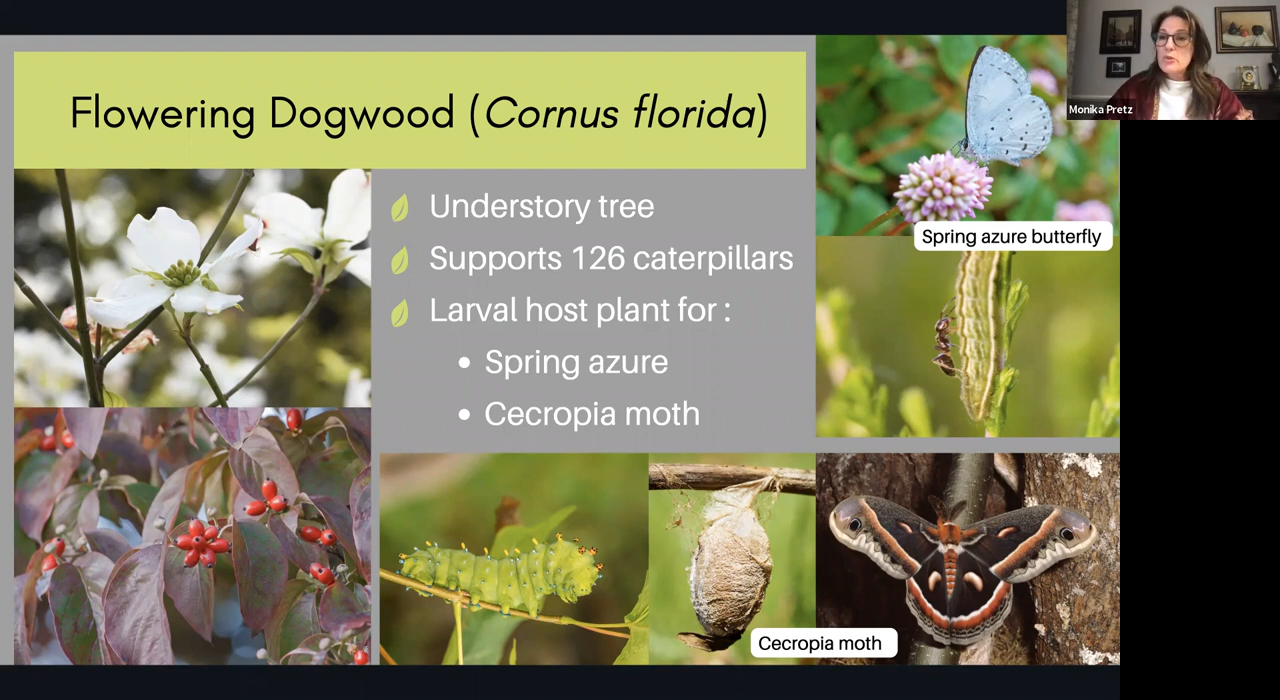 Flowering Dogwood (Cornus florida)
Understory tree
Supports 126 caterpillars
Larval host plant for :
Spring azure
Cecropia moth
Spring azure butterfly
Cecropia moth
Monika Pretz